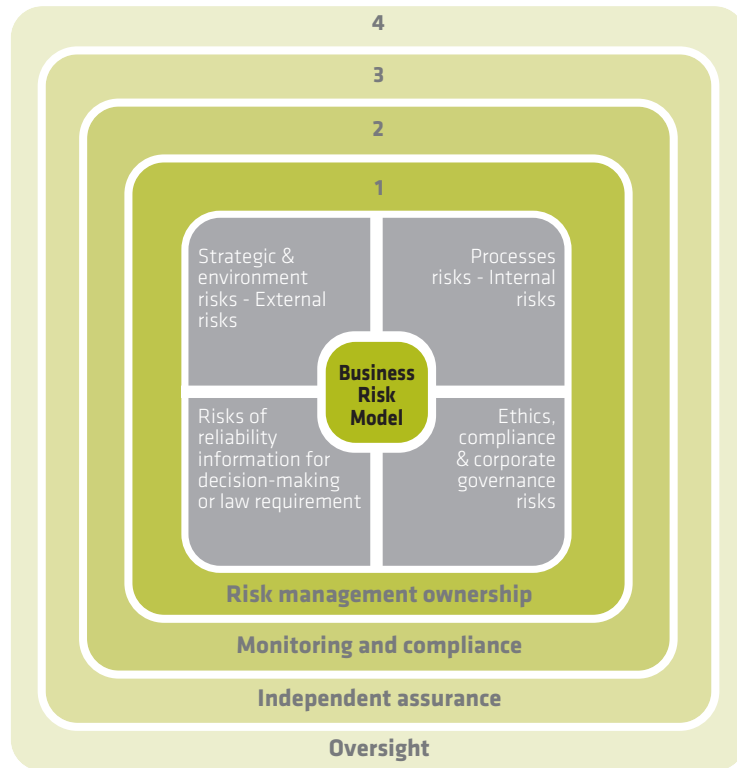 4
3
2
1
Strategic &
environment
risks - External
risks
Processes
risks - Internal
risks
Business
Risk
Model
Risks of
reliability
information for
decision-making
or law requirement
Ethics,
compliance
& corporate
governance
risks
Risk management ownership
Monitoring and compliance
Independent assurance
Oversight